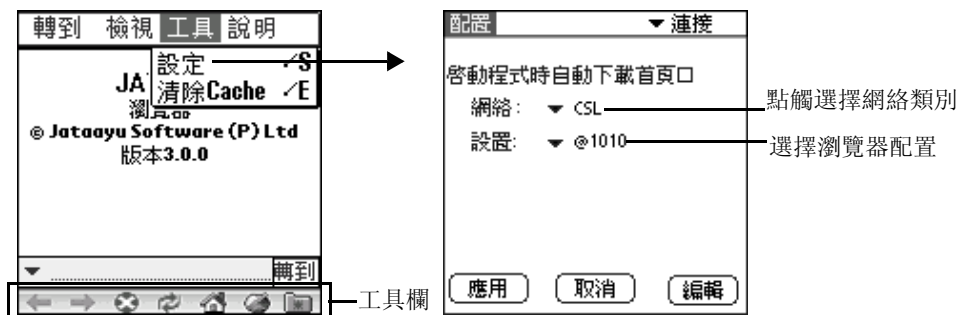 轉到 檢視 工具 說明
設定 /S
清除Cache /E
JA
瀏覽器
© Jataayu Software (P) Ltd
版本3.0.0
轉到
工具欄
配置 連接
啓動程式時自動下載首頁口
網絡: CSL
設置: @1010
應用 取消 編輯
點觸選擇網絡類別
選擇瀏覽器配置